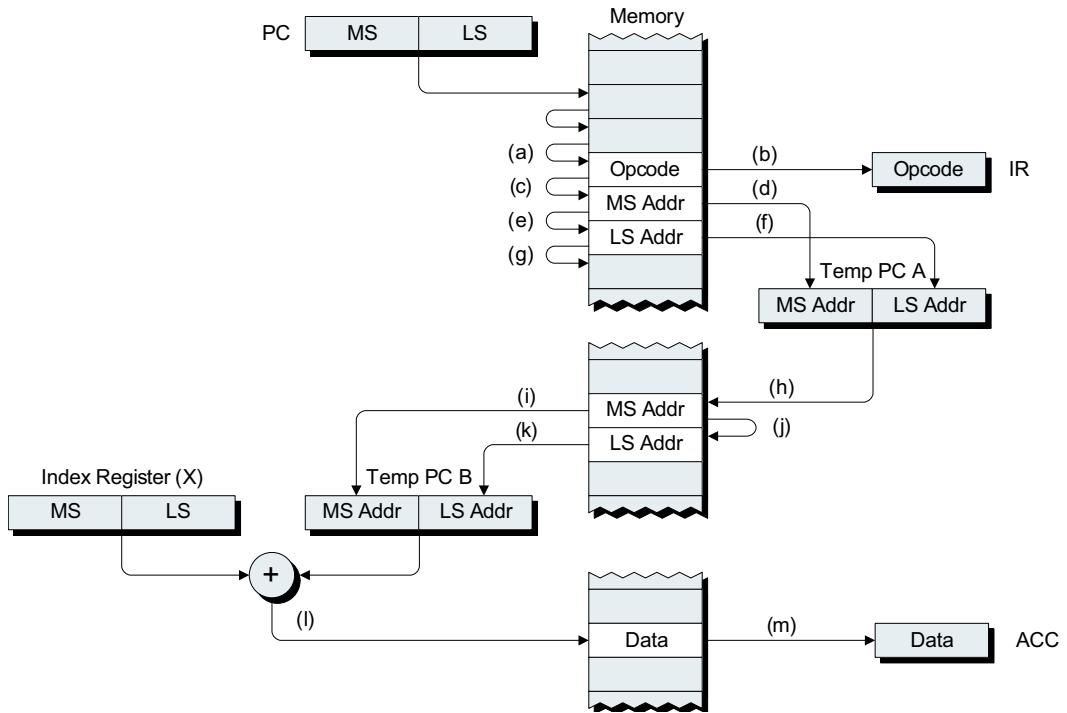 Memory
PC MS LS
(a) Opcode (b) Opcode IR
(c) MS Addr (d)
(e) LS Addr (f)
(g)
Temp PC A
MS Addr LS Addr
(h)
(i) MS Addr (j)
(k) LS Addr
Index Register (X) Temp PC B
MS LS MS Addr LS Addr
+
(l) Data (m) Data ACC